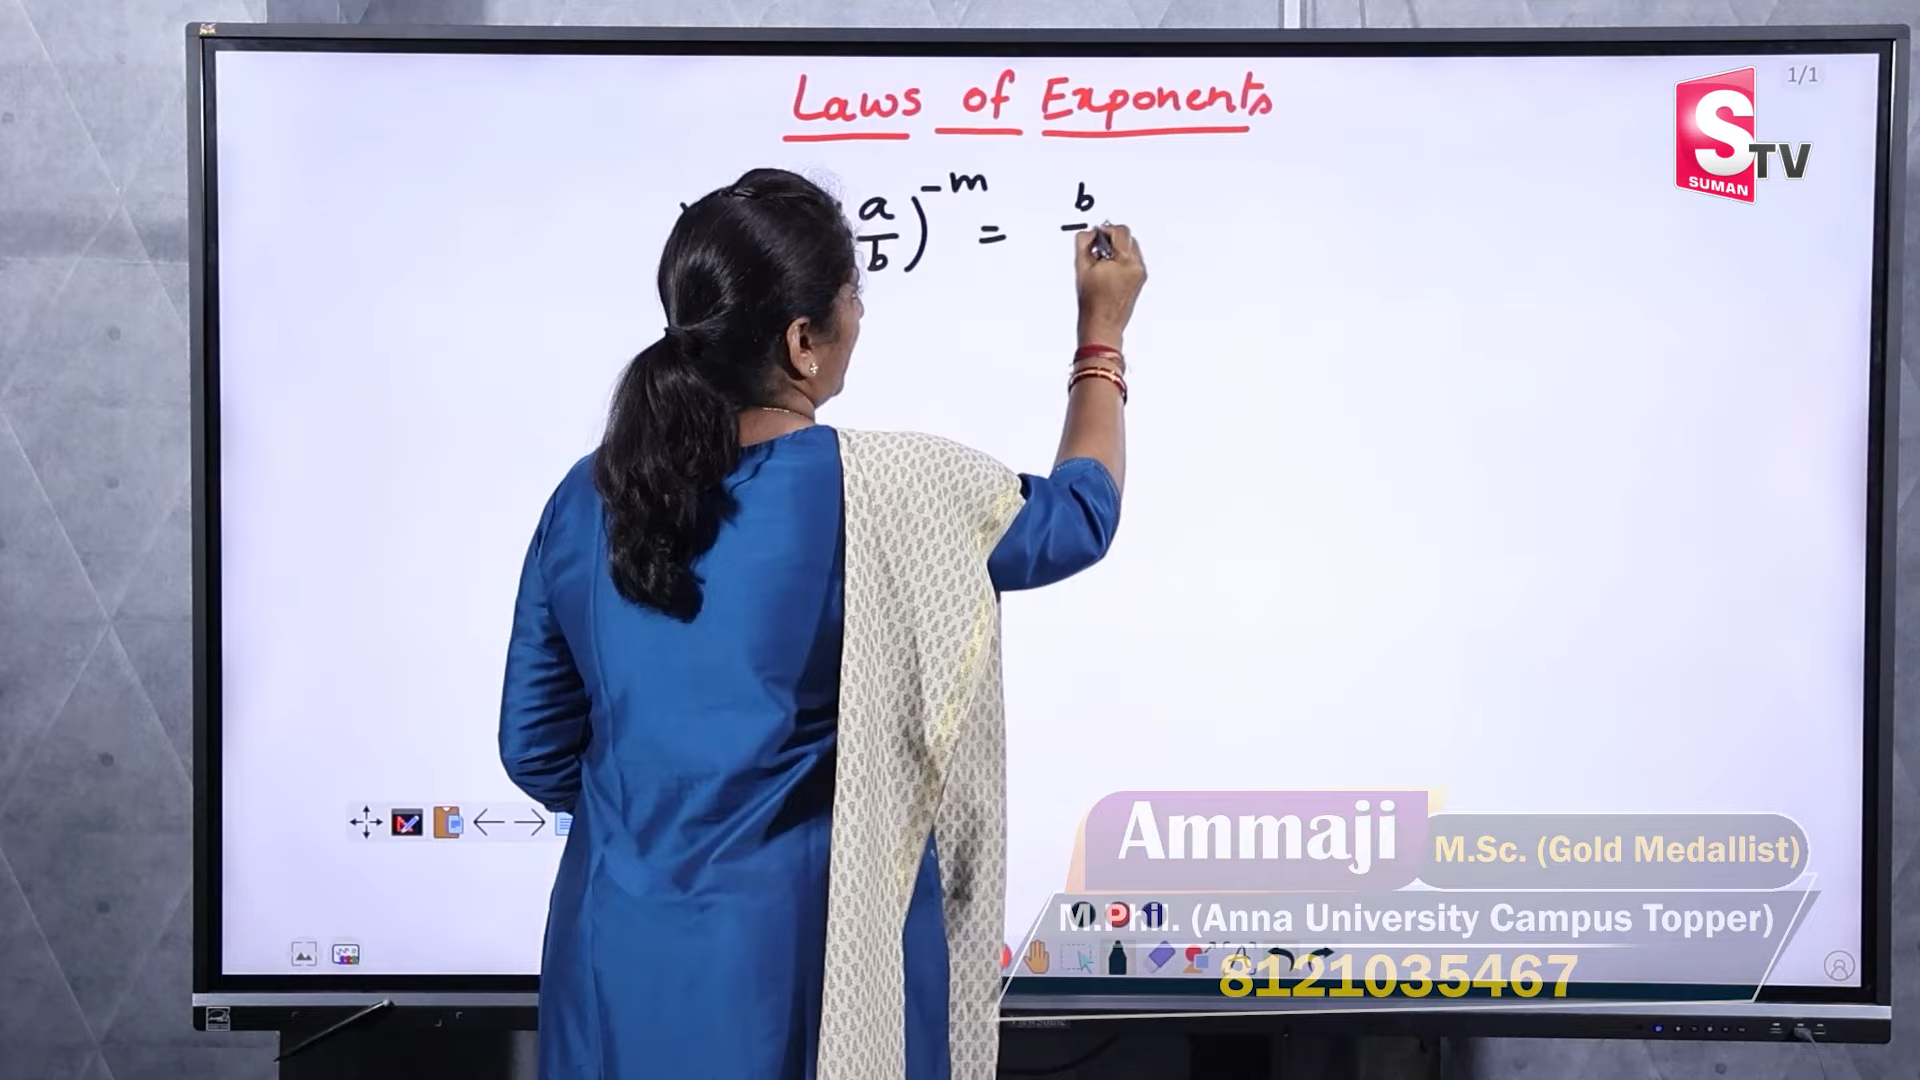 Laws of Exponents
1/1
S TV
SUMAN
a/b)^-m = b/
Ammaji
M.Sc. (Gold Medallist)
M.Phil. (Anna University Campus Topper)
8121035467